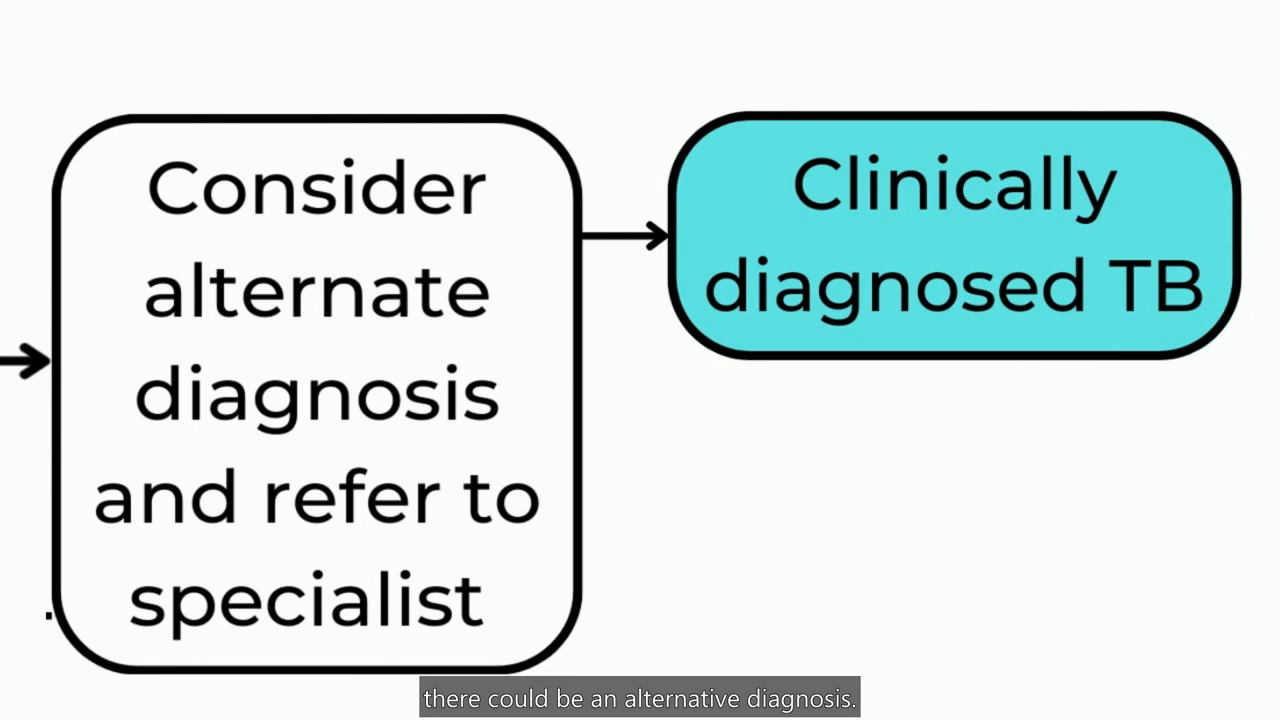 Consider
alternate
diagnosis
and refer to
specialist
Clinically
diagnosed TB
there could be an alternative diagnosis.